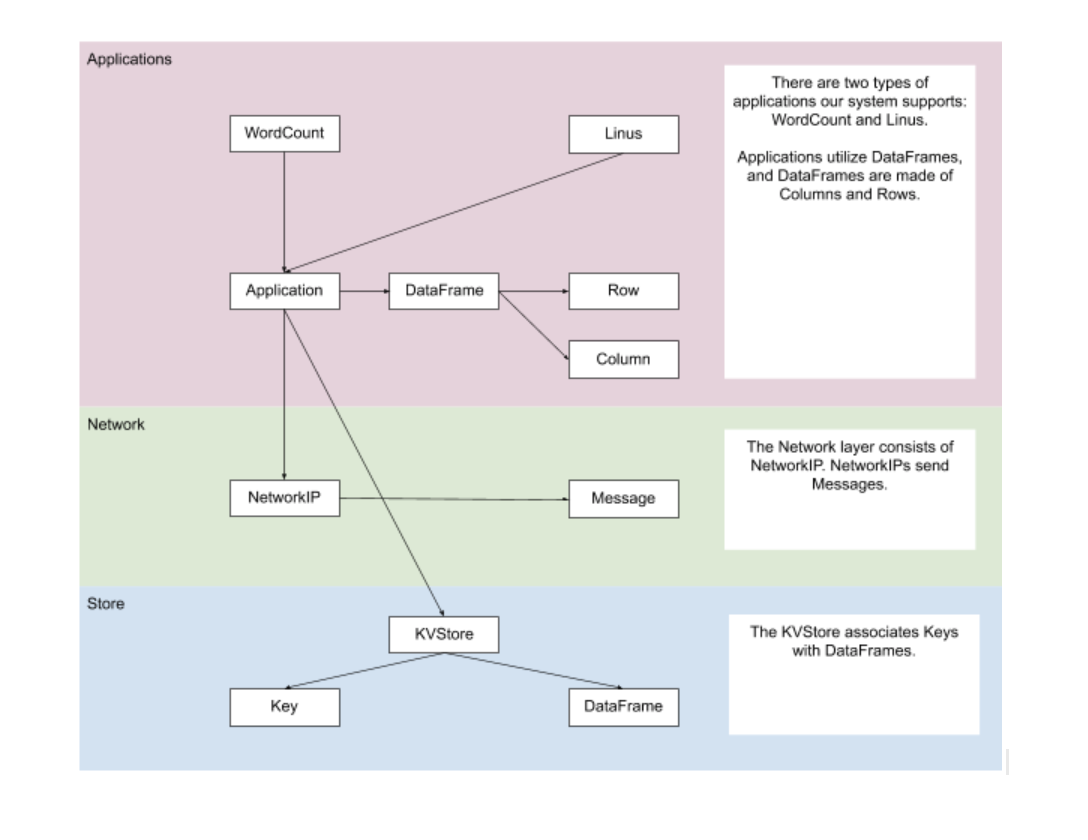 Applications
There are two types of
applications our system supports:
WordCount and Linus.
Applications utilize DataFrames,
and DataFrames are made of
Columns and Rows.
WordCount
Linus
Application
DataFrame
Row
Column
Network
The Network layer consists of
NetworkIP. NetworkIPs send
Messages.
NetworkIP
Message
Store
The KVStore associates Keys
with DataFrames.
KVStore
Key
DataFrame